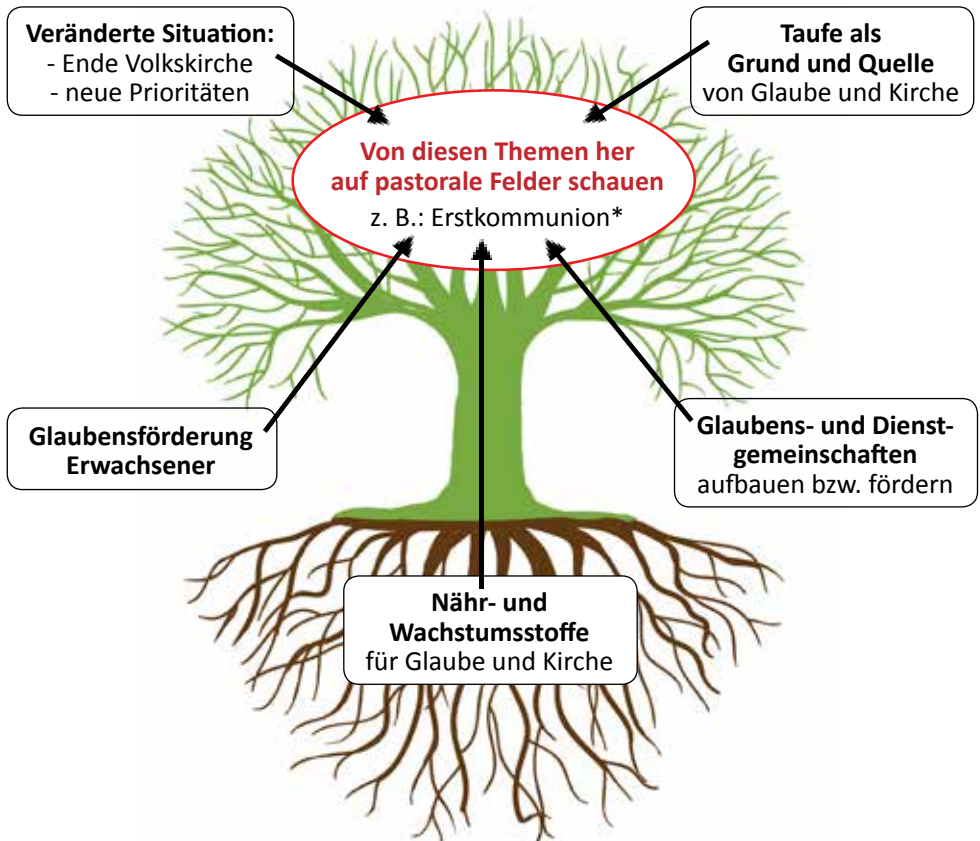 Veränderte Situation:
- Ende Volkskirche
- neue Prioritäten
Taufe als
Grund und Quelle
von Glaube und Kirche
Von diesen Themen her
auf pastorale Felder schauen
z. B.: Erstkommunion*
Glaubensförderung
Erwachsener
Glaubens- und Dienst-
gemeinschaften
aufbauen bzw. fördern
Nähr- und
Wachstumsstoffe
für Glaube und Kirche